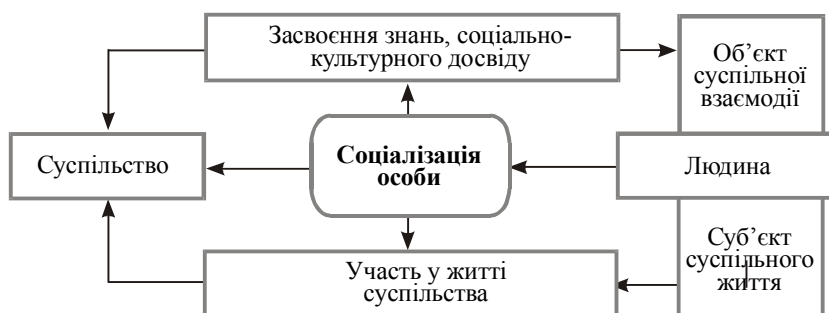 Засвоєння знань, соціально-
культурного досвіду
Об’єкт
суспільної
взаємодії
Суспільство
Соціалізація
особи
Людина
Участь у житті
суспільства
Суб’єкт
суспільного
життя